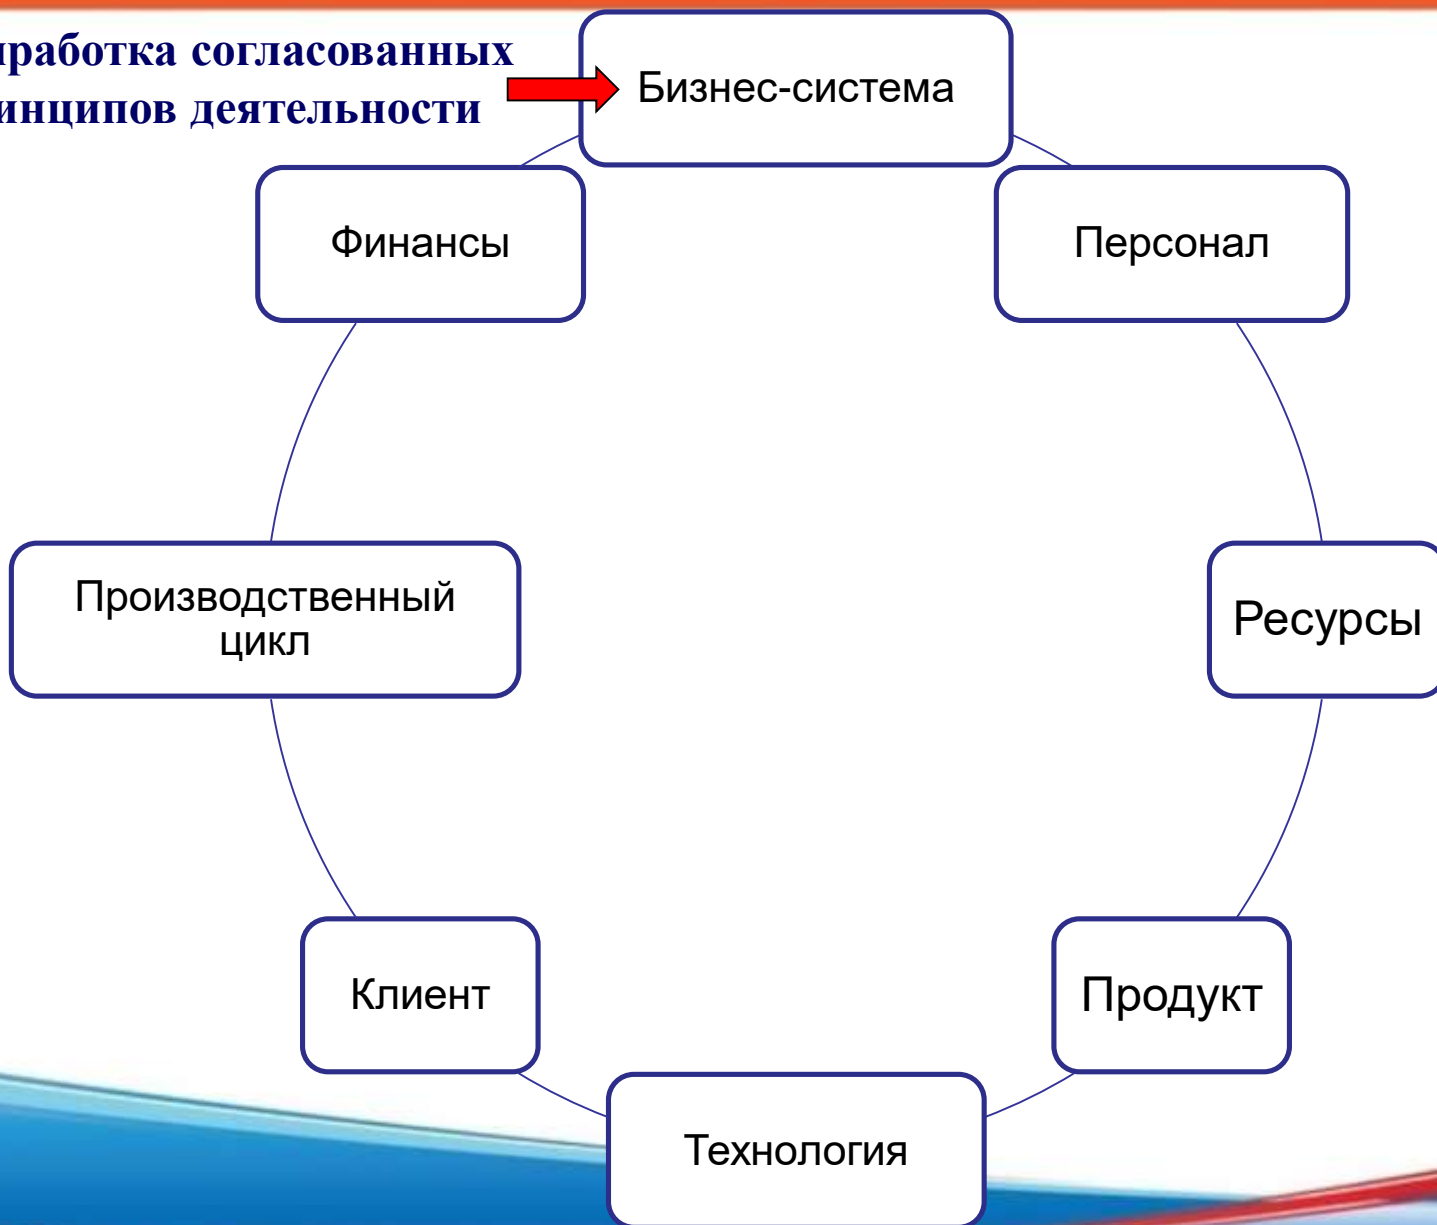 работка согласованных
инципов деятельности
Бизнес-система
Финансы
Персонал
Производственный
цикл
Ресурсы
Клиент
Продукт
Технология